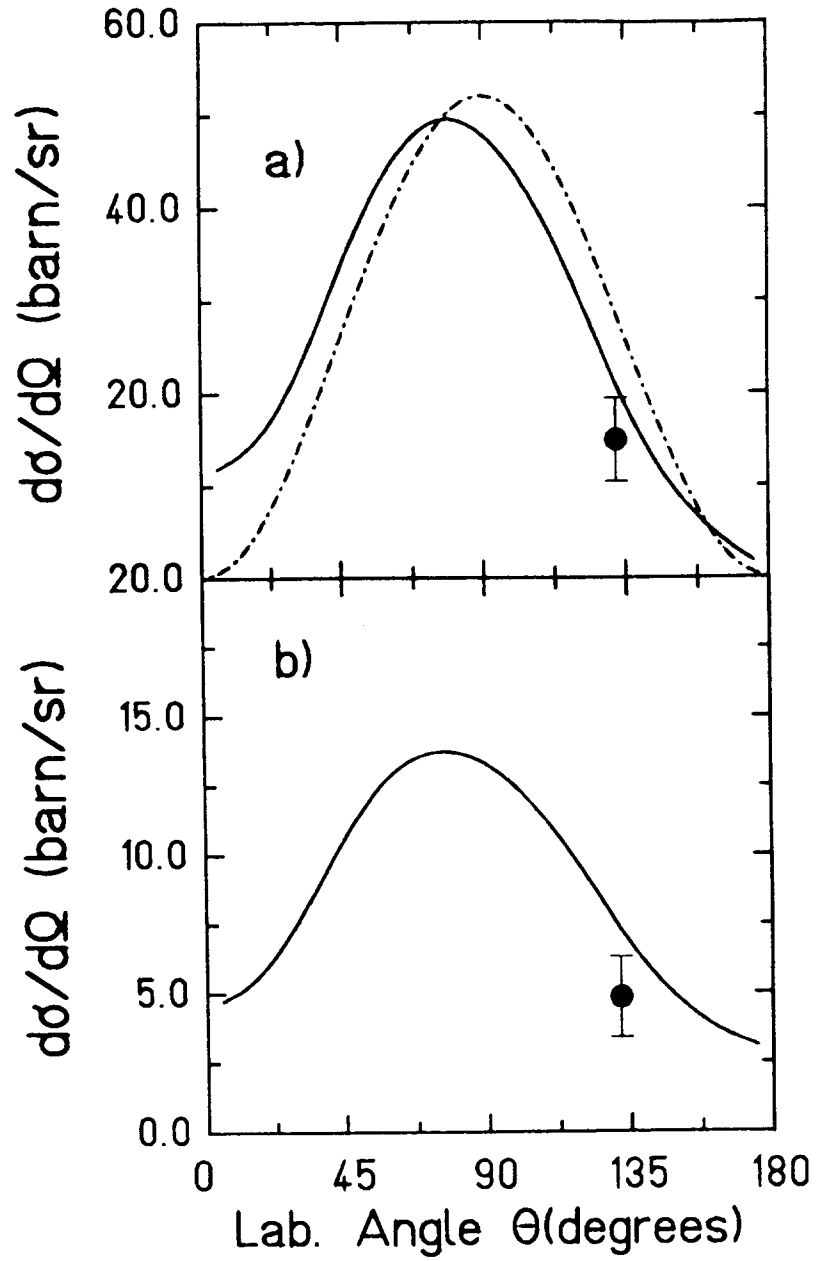 60.0
40.0
20.0
20.0
dσ/dΩ (barn/sr)
a)
15.0
10.0
5.0
0.0
dσ/dΩ (barn/sr)
b)
0 45 90 135 180
Lab. Angle Θ(degrees)